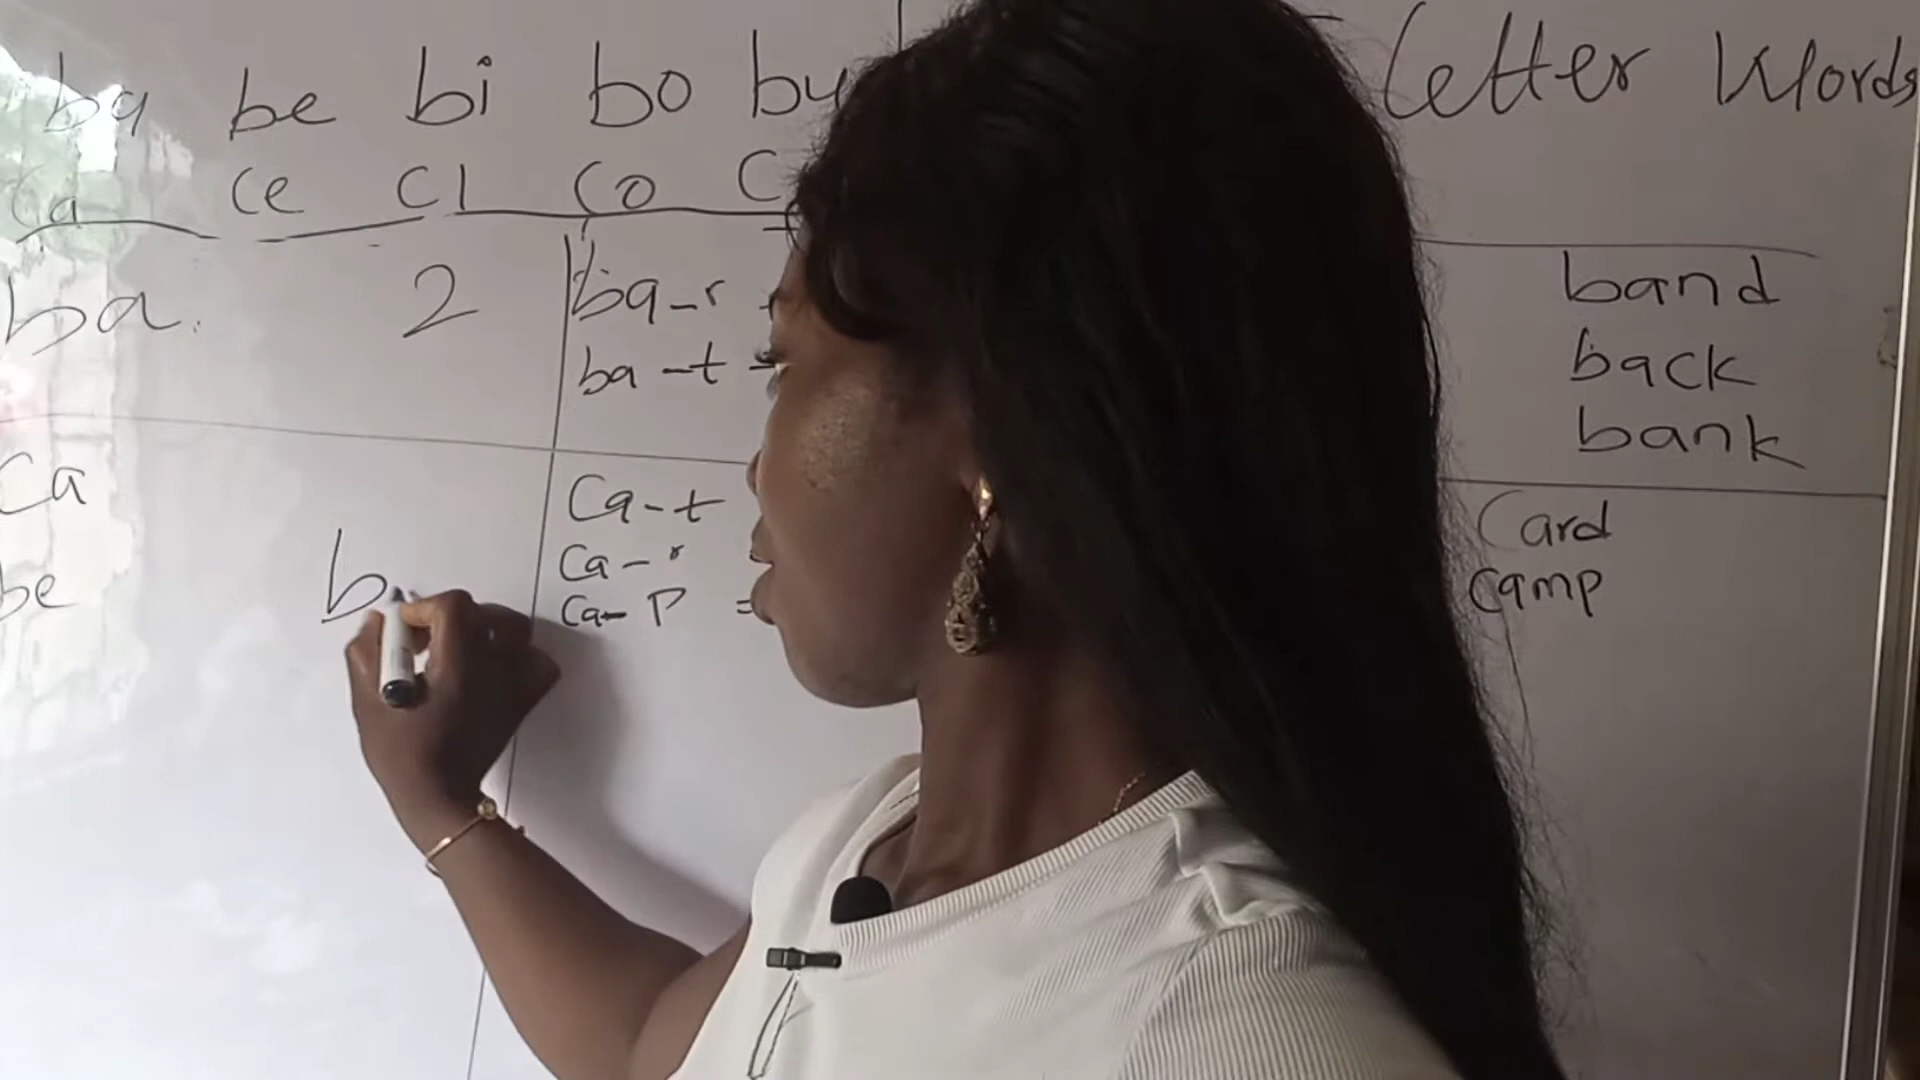 ba be bi bo bu
ca ce ci co c
letter Words
ba. 2
ba-r
ba-t
band
back
bank
ca
ca-t
ca-r
ca-p =
card
camp
be
b